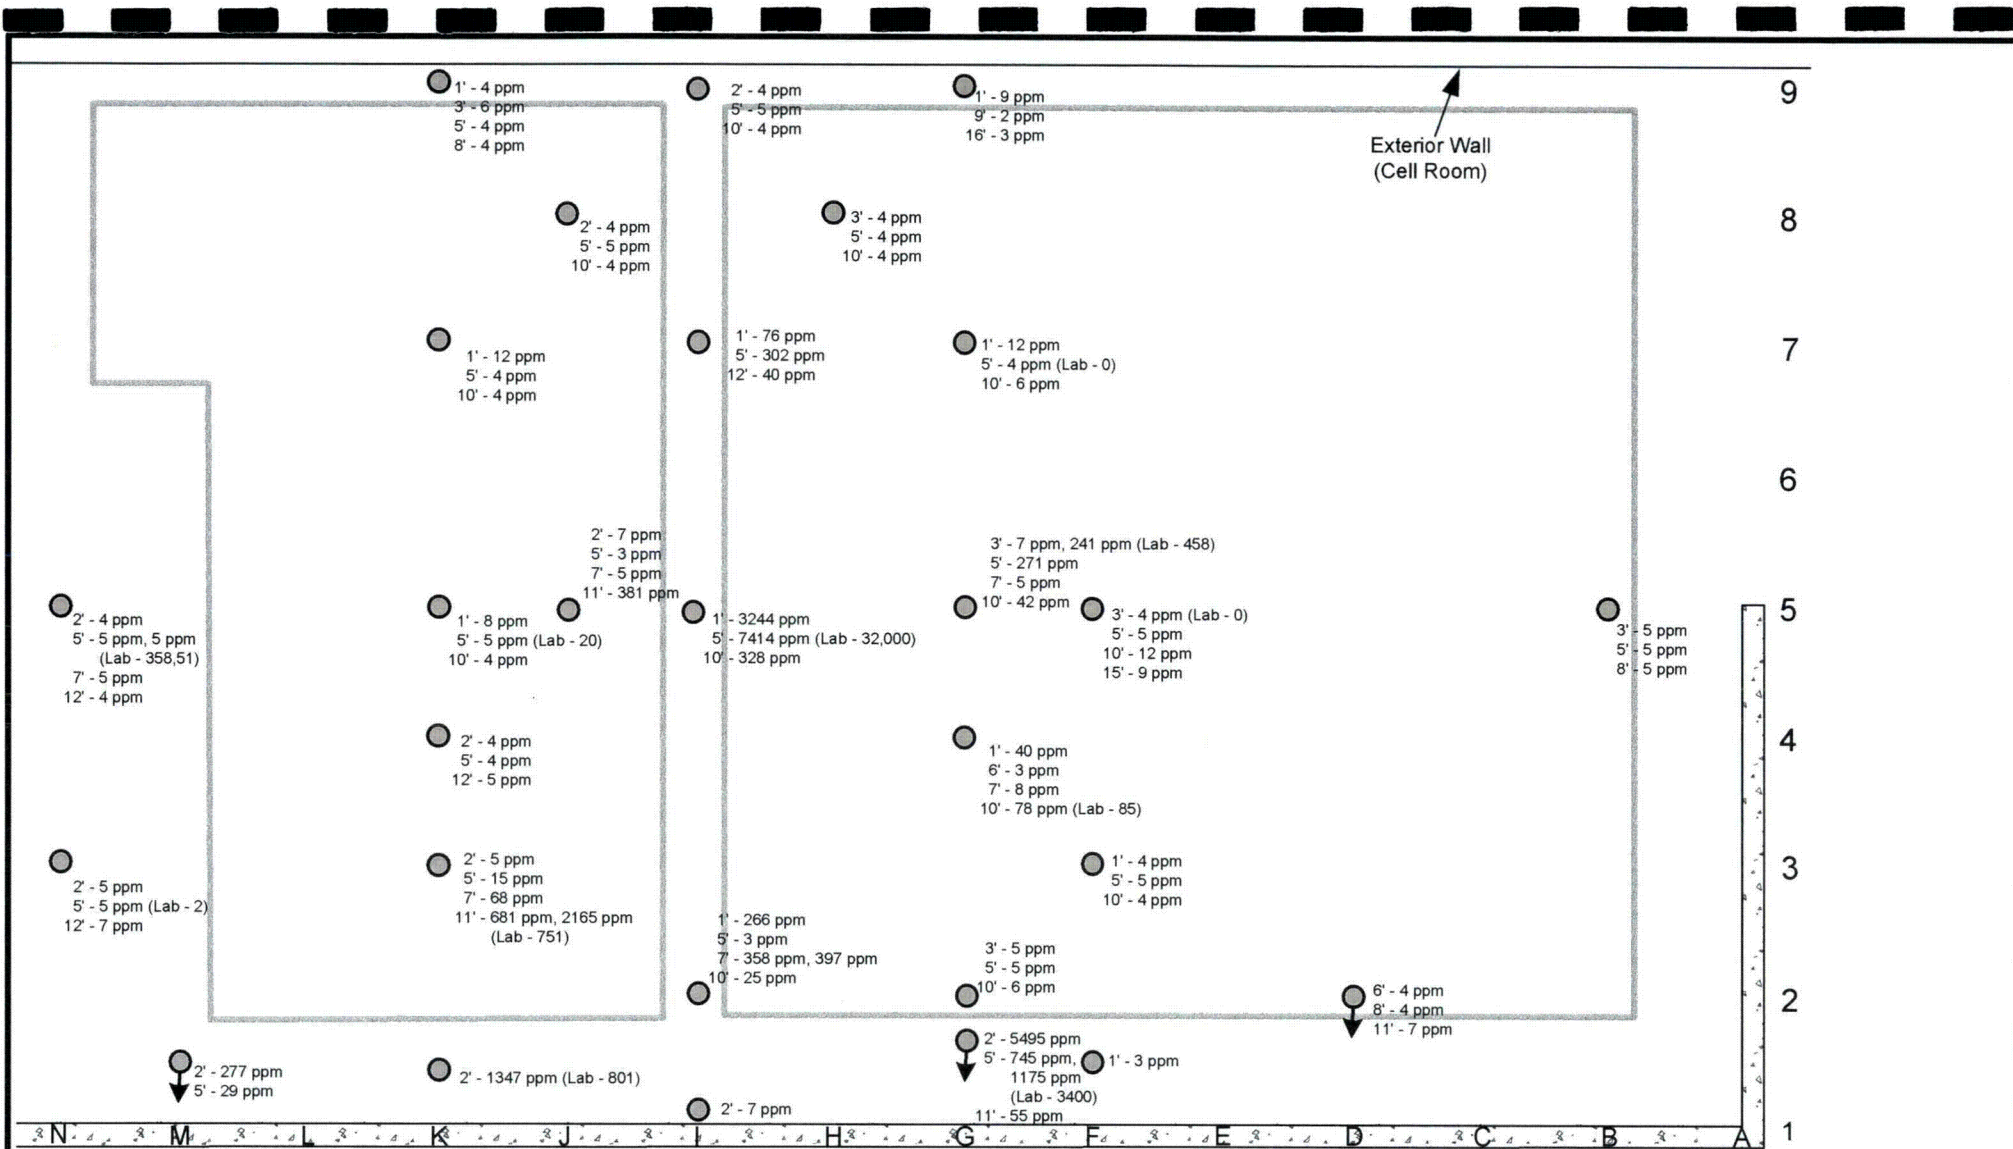 1' - 4 ppm
3' - 6 ppm
5' - 4 ppm
8' - 4 ppm
2' - 4 ppm
5' - 5 ppm
10' - 4 ppm
1' - 9 ppm
9' - 2 ppm
16' - 3 ppm
Exterior Wall
(Cell Room)
9
2' - 4 ppm
5' - 5 ppm
10' - 4 ppm
3' - 4 ppm
5' - 4 ppm
10' - 4 ppm
8
1' - 12 ppm
5' - 4 ppm
10' - 4 ppm
1' - 76 ppm
5' - 302 ppm
12' - 40 ppm
1' - 12 ppm
5' - 4 ppm (Lab - 0)
10' - 6 ppm
7
6
2' - 4 ppm
5' - 5 ppm, 5 ppm
(Lab - 358,51)
7' - 5 ppm
12' - 4 ppm
1' - 8 ppm
5' - 5 ppm (Lab - 20)
10' - 4 ppm
2' - 7 ppm
5' - 3 ppm
7' - 5 ppm
11' - 381 ppm
1' - 3244 ppm
5' - 7414 ppm (Lab - 32,000)
10' - 328 ppm
3' - 7 ppm, 241 ppm (Lab - 458)
5' - 271 ppm
7' - 5 ppm
10' - 42 ppm
3' - 4 ppm (Lab - 0)
5' - 5 ppm
10' - 12 ppm
15' - 9 ppm
3' - 5 ppm
5' - 5 ppm
8' - 5 ppm
5
2' - 4 ppm
5' - 4 ppm
12' - 5 ppm
1' - 40 ppm
6' - 3 ppm
7' - 8 ppm
10' - 78 ppm (Lab - 85)
4
2' - 5 ppm
5' - 5 ppm (Lab - 2)
12' - 7 ppm
2' - 5 ppm
5' - 15 ppm
7' - 68 ppm
11' - 681 ppm, 2165 ppm
(Lab - 751)
1' - 4 ppm
5' - 5 ppm
10' - 4 ppm
3
1' - 266 ppm
5' - 3 ppm
7' - 358 ppm, 397 ppm
10' - 25 ppm
3' - 5 ppm
5' - 5 ppm
10' - 6 ppm
6' - 4 ppm
8' - 4 ppm
11' - 7 ppm
2
2' - 277 ppm
5' - 29 ppm
2' - 1347 ppm (Lab - 801)
2' - 7 ppm
2' - 5495 ppm
5' - 745 ppm,
1175 ppm
(Lab - 3400)
11' - 55 ppm
1' - 3 ppm
N M L K J I H G F E D C B A 1